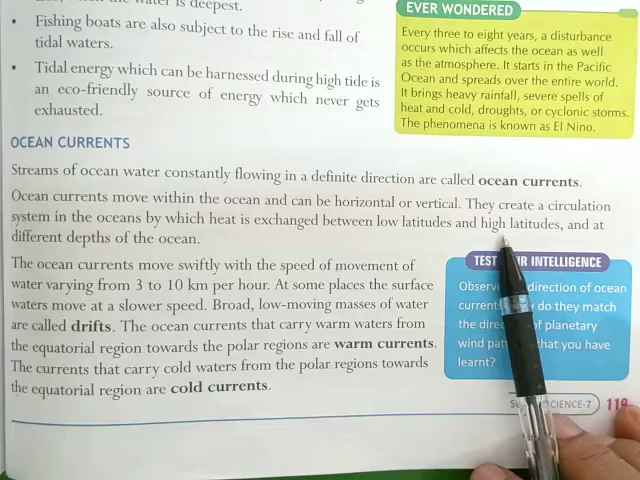 is deepest.
• Fishing boats are also subject to the rise and fall of
tidal waters.
• Tidal energy which can be harnessed during high tide is
an eco-friendly source of energy which never gets
exhausted.
EVER WONDERED
Every three to eight years, a disturbance
occurs which affects the ocean as well
as the atmosphere. It starts in the Pacific
Ocean and spreads over the entire world.
It brings heavy rainfall, severe spells of
heat and cold, droughts, or cyclonic storms.
The phenomena is known as El Nino.
OCEAN CURRENTS
Streams of ocean water constantly flowing in a definite direction are called ocean currents.
Ocean currents move within the ocean and can be horizontal or vertical. They create a circulation
system in the oceans by which heat is exchanged between low latitudes and high latitudes, and at
different depths of the ocean.
The ocean currents move swiftly with the speed of movement of
water varying from 3 to 10 km per hour. At some places the surface
waters move at a slower speed. Broad, low-moving masses of water
are called drifts. The ocean currents that carry warm waters from
the equatorial region towards the polar regions are warm currents.
The currents that carry cold waters from the polar regions towards
the equatorial region are cold currents.
TEST INTELLIGENCE
Observe direction of ocean
do they match
the of planetary
wind that you have
learnt?
119